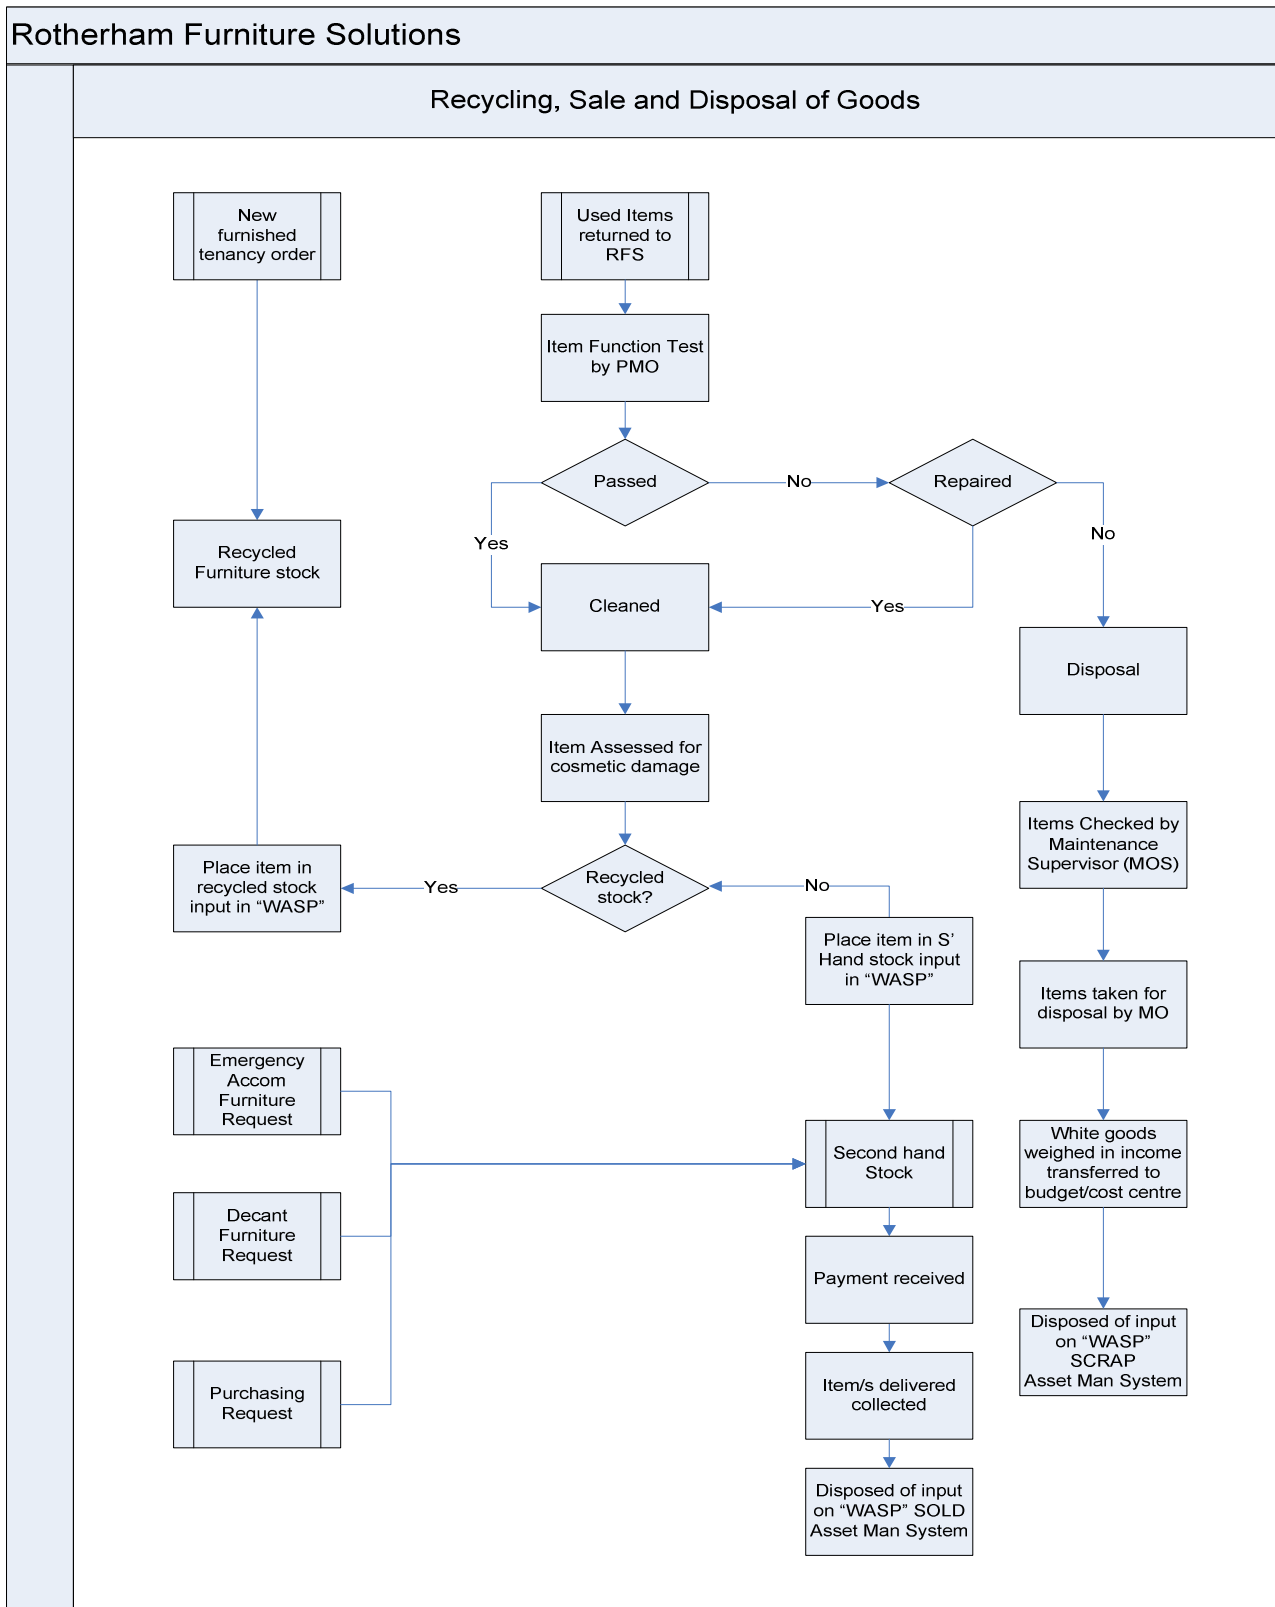 Rotherham Furniture Solutions
Recycling, Sale and Disposal of Goods
New
furnished
tenancy order
Used Items
returned to
RFS
Item Function Test
by PMO
Passed
No
Repaired
Yes
No
Recycled
Furniture stock
Cleaned
Yes
Disposal
Item Assessed for
cosmetic damage
Items Checked by
Maintenance
Supervisor (MOS)
Place item in
recycled stock
input in “WASP”
Yes
Recycled
stock?
No
Place item in S’
Hand stock input
in “WASP”
Items taken for
disposal by MO
Emergency
Accom
Furniture
Request
Second hand
Stock
White goods
weighed in income
transferred to
budget/cost centre
Decant
Furniture
Request
Payment received
Disposed of input
on “WASP”
SCRAP
Asset Man System
Purchasing
Request
Item/s delivered
collected
Disposed of input
on “WASP” SOLD
Asset Man System